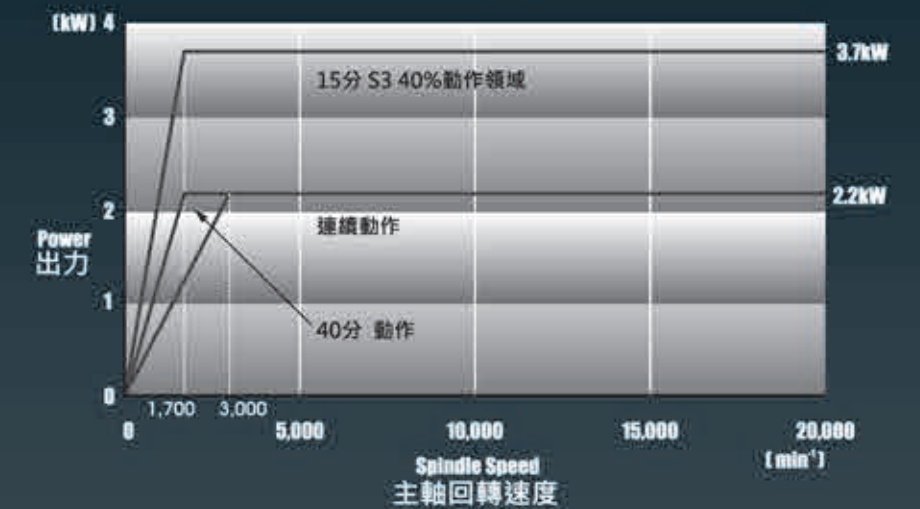 (kW) 4
3.7kW
15分 S3 40%動作領域
3
2.2kW
2
連續動作
Power
出力
1
40分 動作
0
1,700 3,000
0 5,000 10,000 15,000 20,000
(min⁻¹)
Spindle Speed
主軸回轉速度